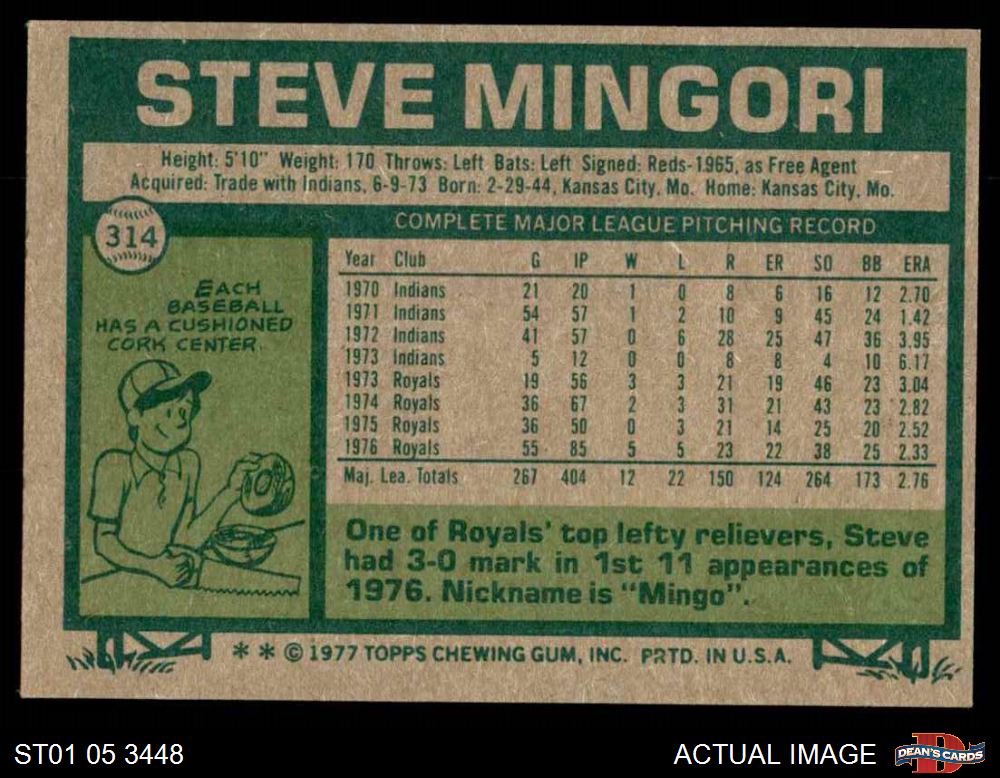 STEVE MINGORI
Height: 5'10" Weight: 170 Throws: Left Bats: Left Signed: Reds-1965, as Free Agent
Acquired: Trade with Indians, 6-9-73 Born: 2-29-44, Kansas City, Mo. Home: Kansas City, Mo.
314
EACH
BASEBALL
HAS A CUSHIONED
CORK CENTER.
COMPLETE MAJOR LEAGUE PITCHING RECORD
Year Club G IP W L R ER SO BB ERA
1970 Indians 21 20 1 0 8 6 16 12 2.70
1971 Indians 54 57 1 2 10 9 45 24 1.42
1972 Indians 41 57 0 6 28 25 47 36 3.95
1973 Indians 5 12 0 0 8 8 4 10 6.17
1973 Royals 19 56 3 3 21 19 46 23 3.04
1974 Royals 36 67 2 3 31 21 43 23 2.82
1975 Royals 36 50 0 3 21 14 25 20 2.52
1976 Royals 55 85 5 5 23 22 38 25 2.33
Maj. Lea. Totals 267 404 12 22 150 124 264 173 2.76
One of Royals' top lefty relievers, Steve
had 3-0 mark in 1st 11 appearances of
1976. Nickname is "Mingo".
* * © 1977 TOPPS CHEWING GUM, INC. PRTD. IN U.S.A.
ST01 05 3448
ACTUAL IMAGE
DEAN'S CARDS